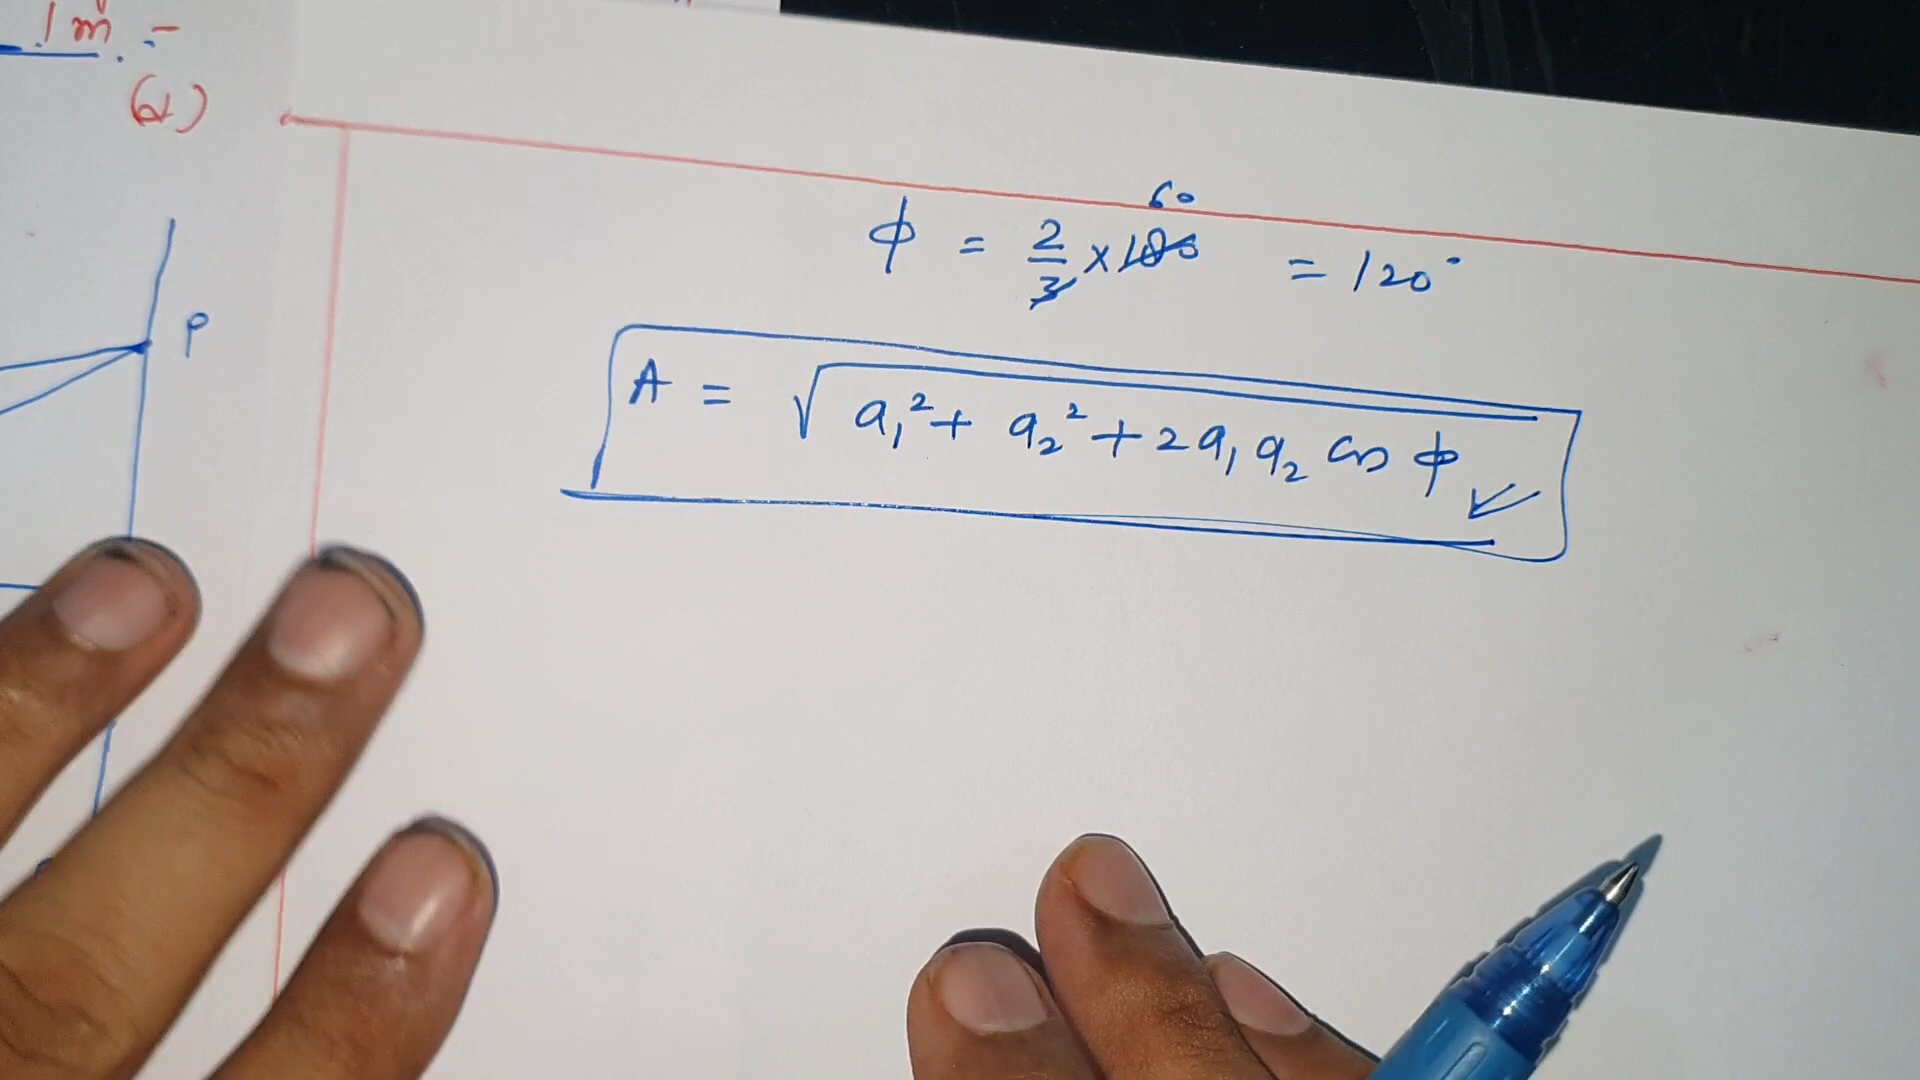 1m :-
(d)
P
60
ϕ = 2/3 × 180 = 120°
A = √(a₁² + a₂² + 2a₁a₂ cos ϕ)